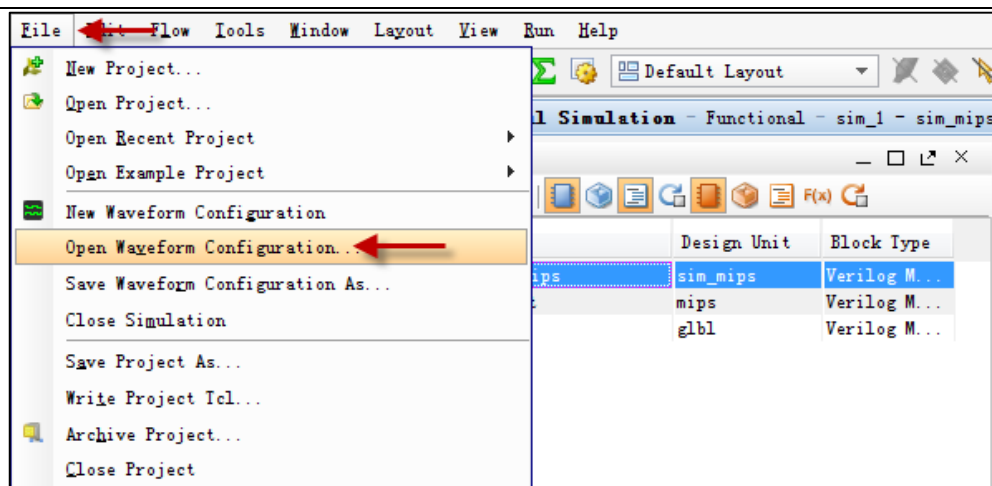 File Edit Flow Tools Window Layout View Run Help
New Project...
Default Layout
Open Project...
l Simulation - Functional - sim_1 - sim_mips
Open Recent Project
Open Example Project
F(x)
New Waveform Configuration
Open Waveform Configuration...
Design Unit Block Type
ips sim_mips Verilog M...
Save Waveform Configuration As...
t mips Verilog M...
Close Simulation
glbl Verilog M...
Save Project As...
Write Project Tcl...
Archive Project...
Close Project